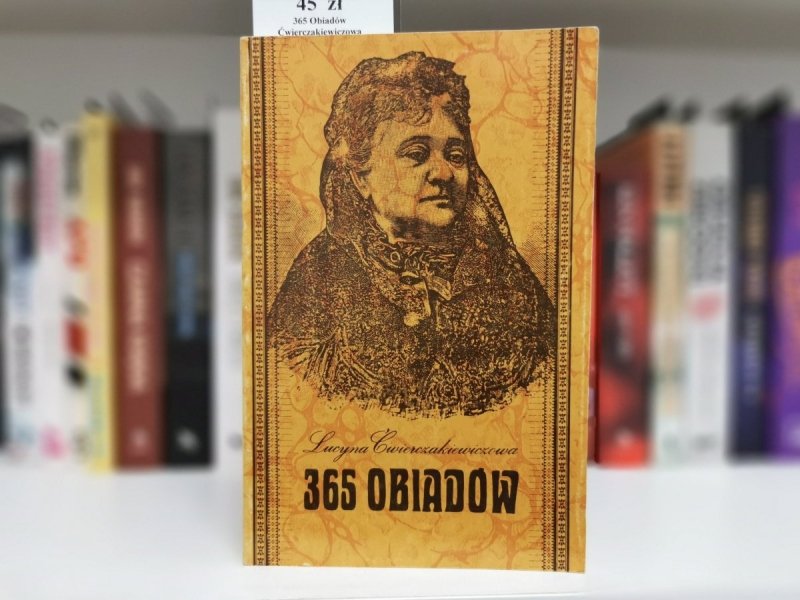 45 zł
365 Obiadów
Ćwierczakiewiczowa
Lucyna Ćwierczakiewiczowa
365 OBIADÓW